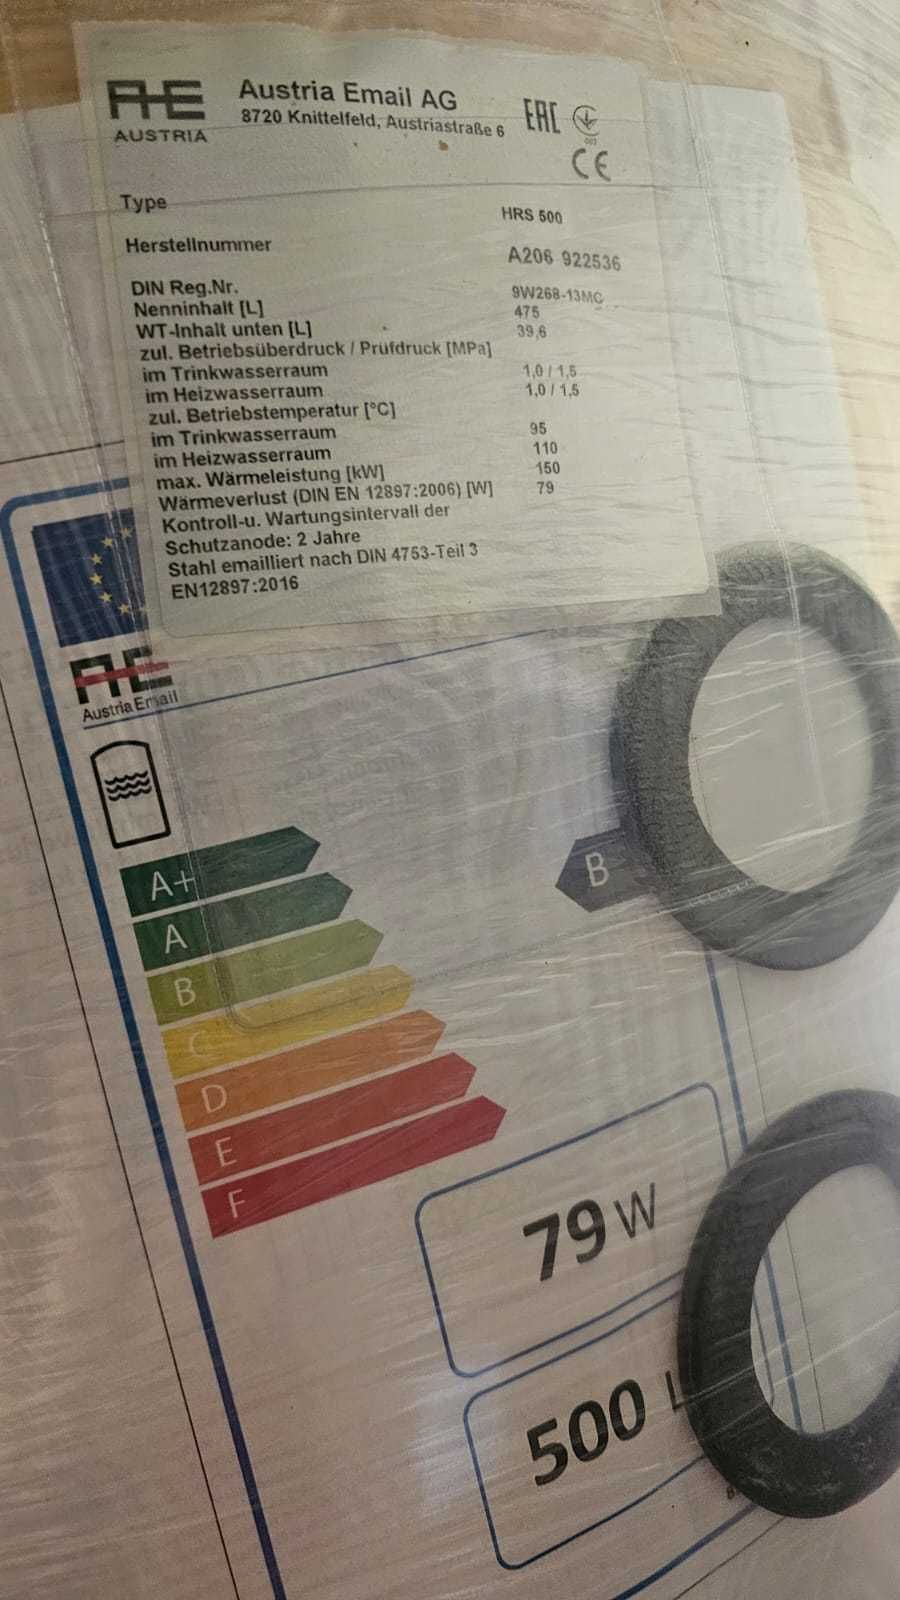 AHE
AUSTRIA
Austria Email AG
8720 Knittelfeld, Austriastraße 6
EAC
CE
Type HRS 500
Herstellnummer A206 922536
DIN Reg.Nr. 9W268-13MC
Nenninhalt [L] 475
WT-Inhalt unten [L] 39,6
zul. Betriebsüberdruck / Prüfdruck [MPa]
im Trinkwasserraum 1,0 / 1,5
im Heizwasserraum 1,0 / 1,5
zul. Betriebstemperatur [°C]
im Trinkwasserraum 95
im Heizwasserraum 110
max. Wärmeleistung [kW] 150
Wärmeverlust (DIN EN 12897:2006) [W] 79
Kontroll-u. Wartungsintervall der
Schutzanode: 2 Jahre
Stahl emailliert nach DIN 4753-Teil 3
EN12897:2016
AHE
Austria Email
A+
A
B
B
C
D
E
F
79 W
500 L